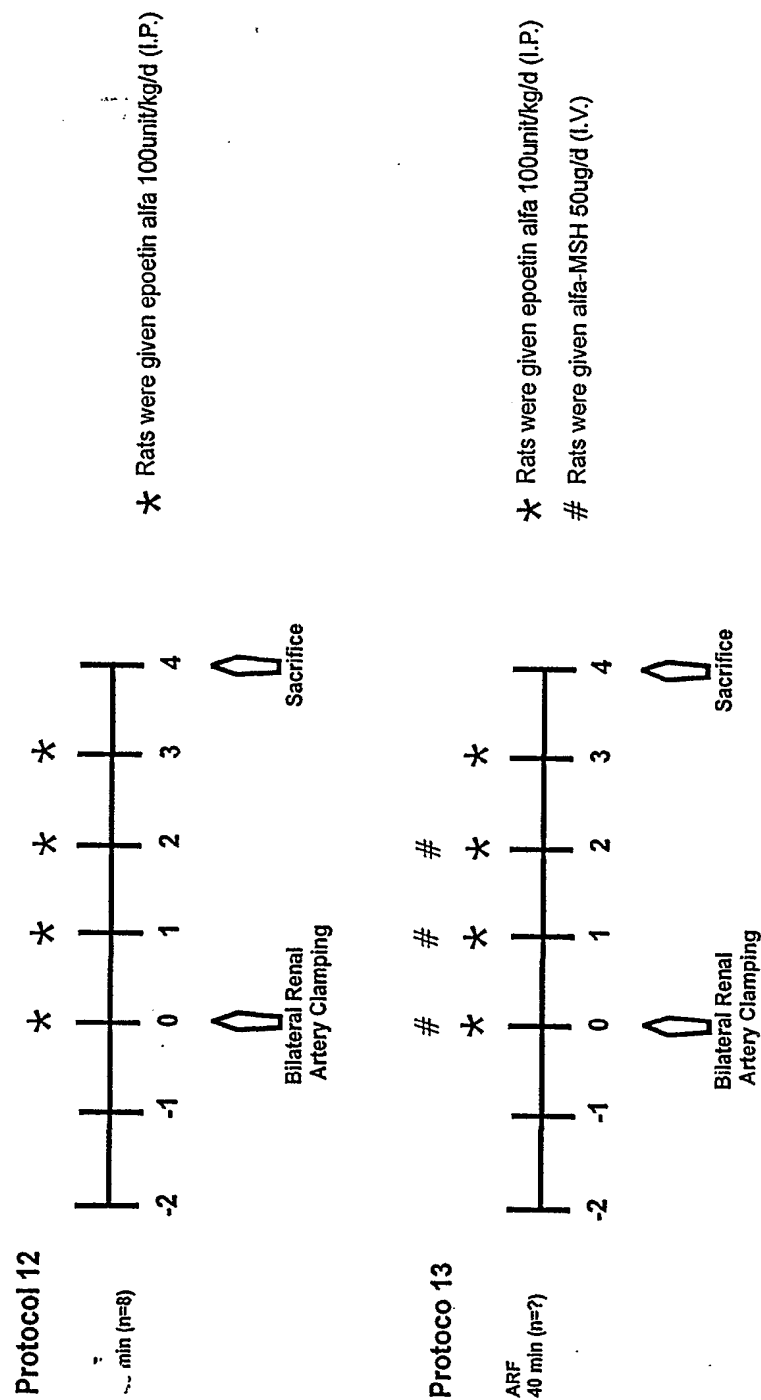 Protocol 12
min (n=8)
* * * *
-2 -1 0 1 2 3 4
Bilateral Renal
Artery Clamping
Sacrifice
* Rats were given epoetin alfa 100unit/kg/d (I.P.)
Protoco 13
ARF
40 min (n=?)
# # #
* * * *
-2 -1 0 1 2 3 4
Bilateral Renal
Artery Clamping
Sacrifice
* Rats were given epoetin alfa 100unit/kg/d (I.P.)
# Rats were given alfa-MSH 50ug/d (I.V.)